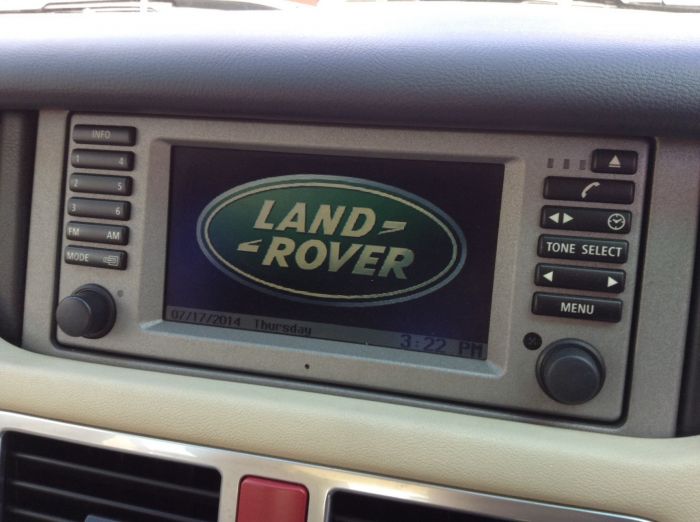 INFO
1 4
2 5
3 6
FM AM
MODE
LAND
ROVER
07/17/2014 Thursday
3:22 PM
TONE SELECT
MENU